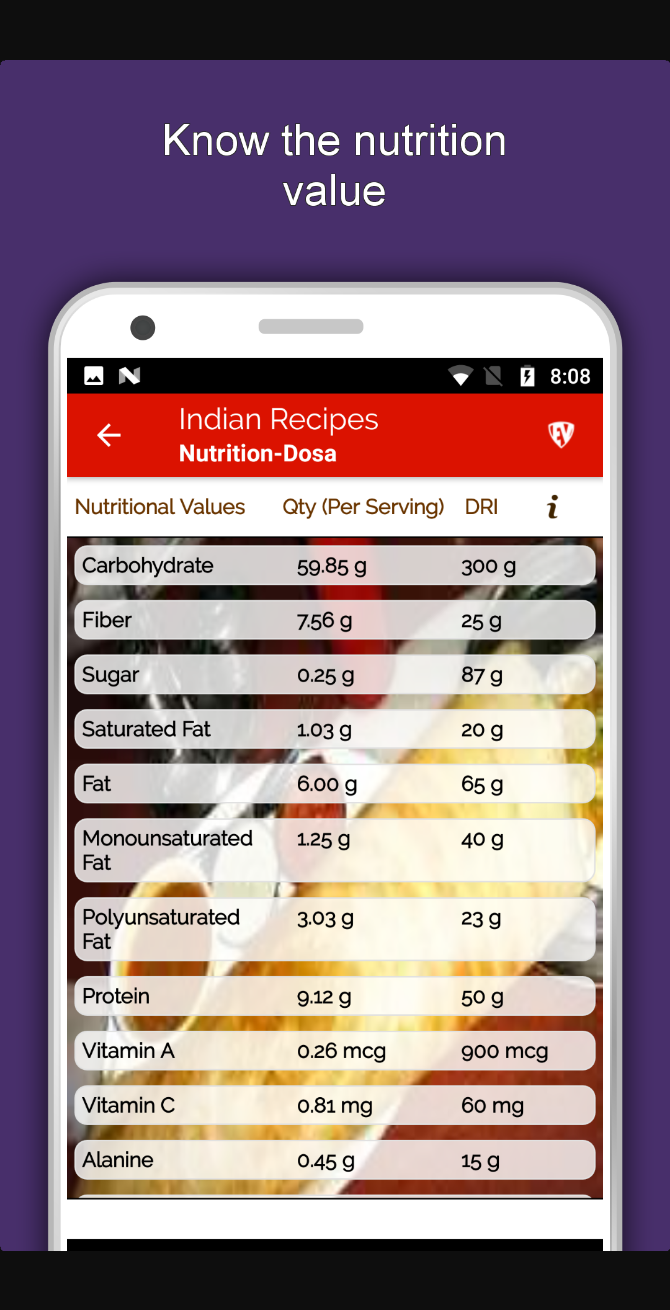 Know the nutrition
value
8:08
Indian Recipes
EV
Nutrition-Dosa
Nutritional Values Qty (Per Serving) DRI i
Carbohydrate 59.85 g 300 g
Fiber 7.56 g 25 g
Sugar 0.25 g 87 g
Saturated Fat 1.03 g 20 g
Fat 6.00 g 65 g
Monounsaturated 1.25 g 40 g
Fat
Polyunsaturated 3.03 g 23 g
Fat
Protein 9.12 g 50 g
Vitamin A 0.26 mcg 900 mcg
Vitamin C 0.81 mg 60 mg
Alanine 0.45 g 15 g